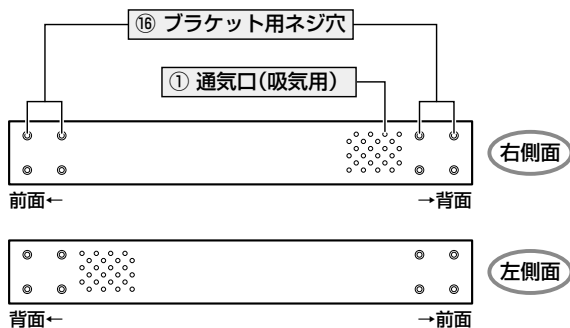 ⑯ ブラケット用ネジ穴
① 通気口(吸気用)
右側面
前面← →背面
左側面
背面← →前面